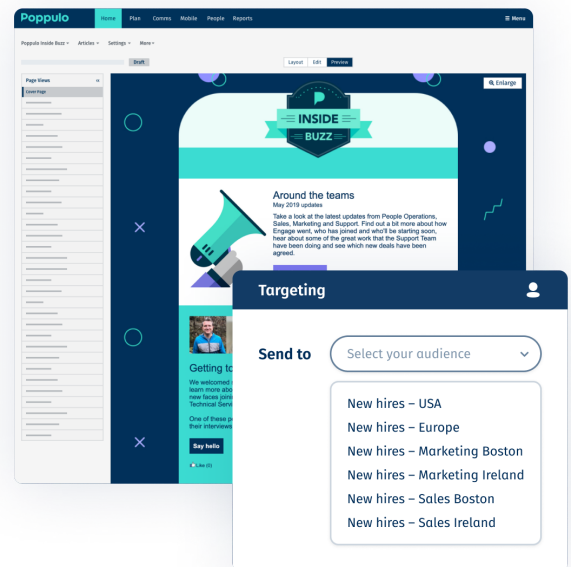 Poppulo
Home Plan Comms Mobile People Reports
≡ Menu
Poppulo Inside Buzz Articles Settings More
Draft
Layout Edit Preview
Page Views
Cover Page
Enlarge
INSIDE
BUZZ
Around the teams
May 2019 updates
Take a look at the latest updates from People Operations,
Sales, Marketing and Support. Find out a bit more about how
Engage went, who has joined and who'll be starting soon,
hear about some of the great work that the Support Team
have been doing and see which new deals have been
agreed.
Getting to
We welcomed
learn more abo
new faces joini
Technical Servi
One of these p
their interviews
Say hello
Like (0)
Targeting
Send to
Select your audience
New hires – USA
New hires – Europe
New hires – Marketing Boston
New hires – Marketing Ireland
New hires – Sales Boston
New hires – Sales Ireland